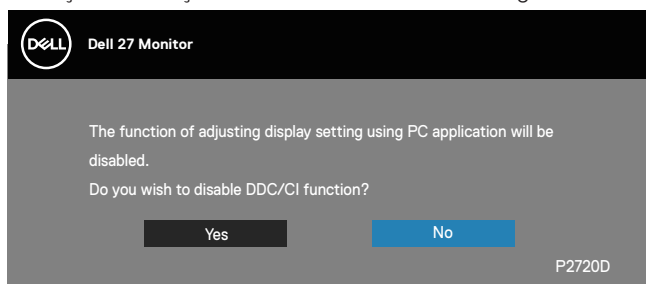 DELL
Dell 27 Monitor
The function of adjusting display setting using PC application will be
disabled.
Do you wish to disable DDC/CI function?
Yes
No
P2720D